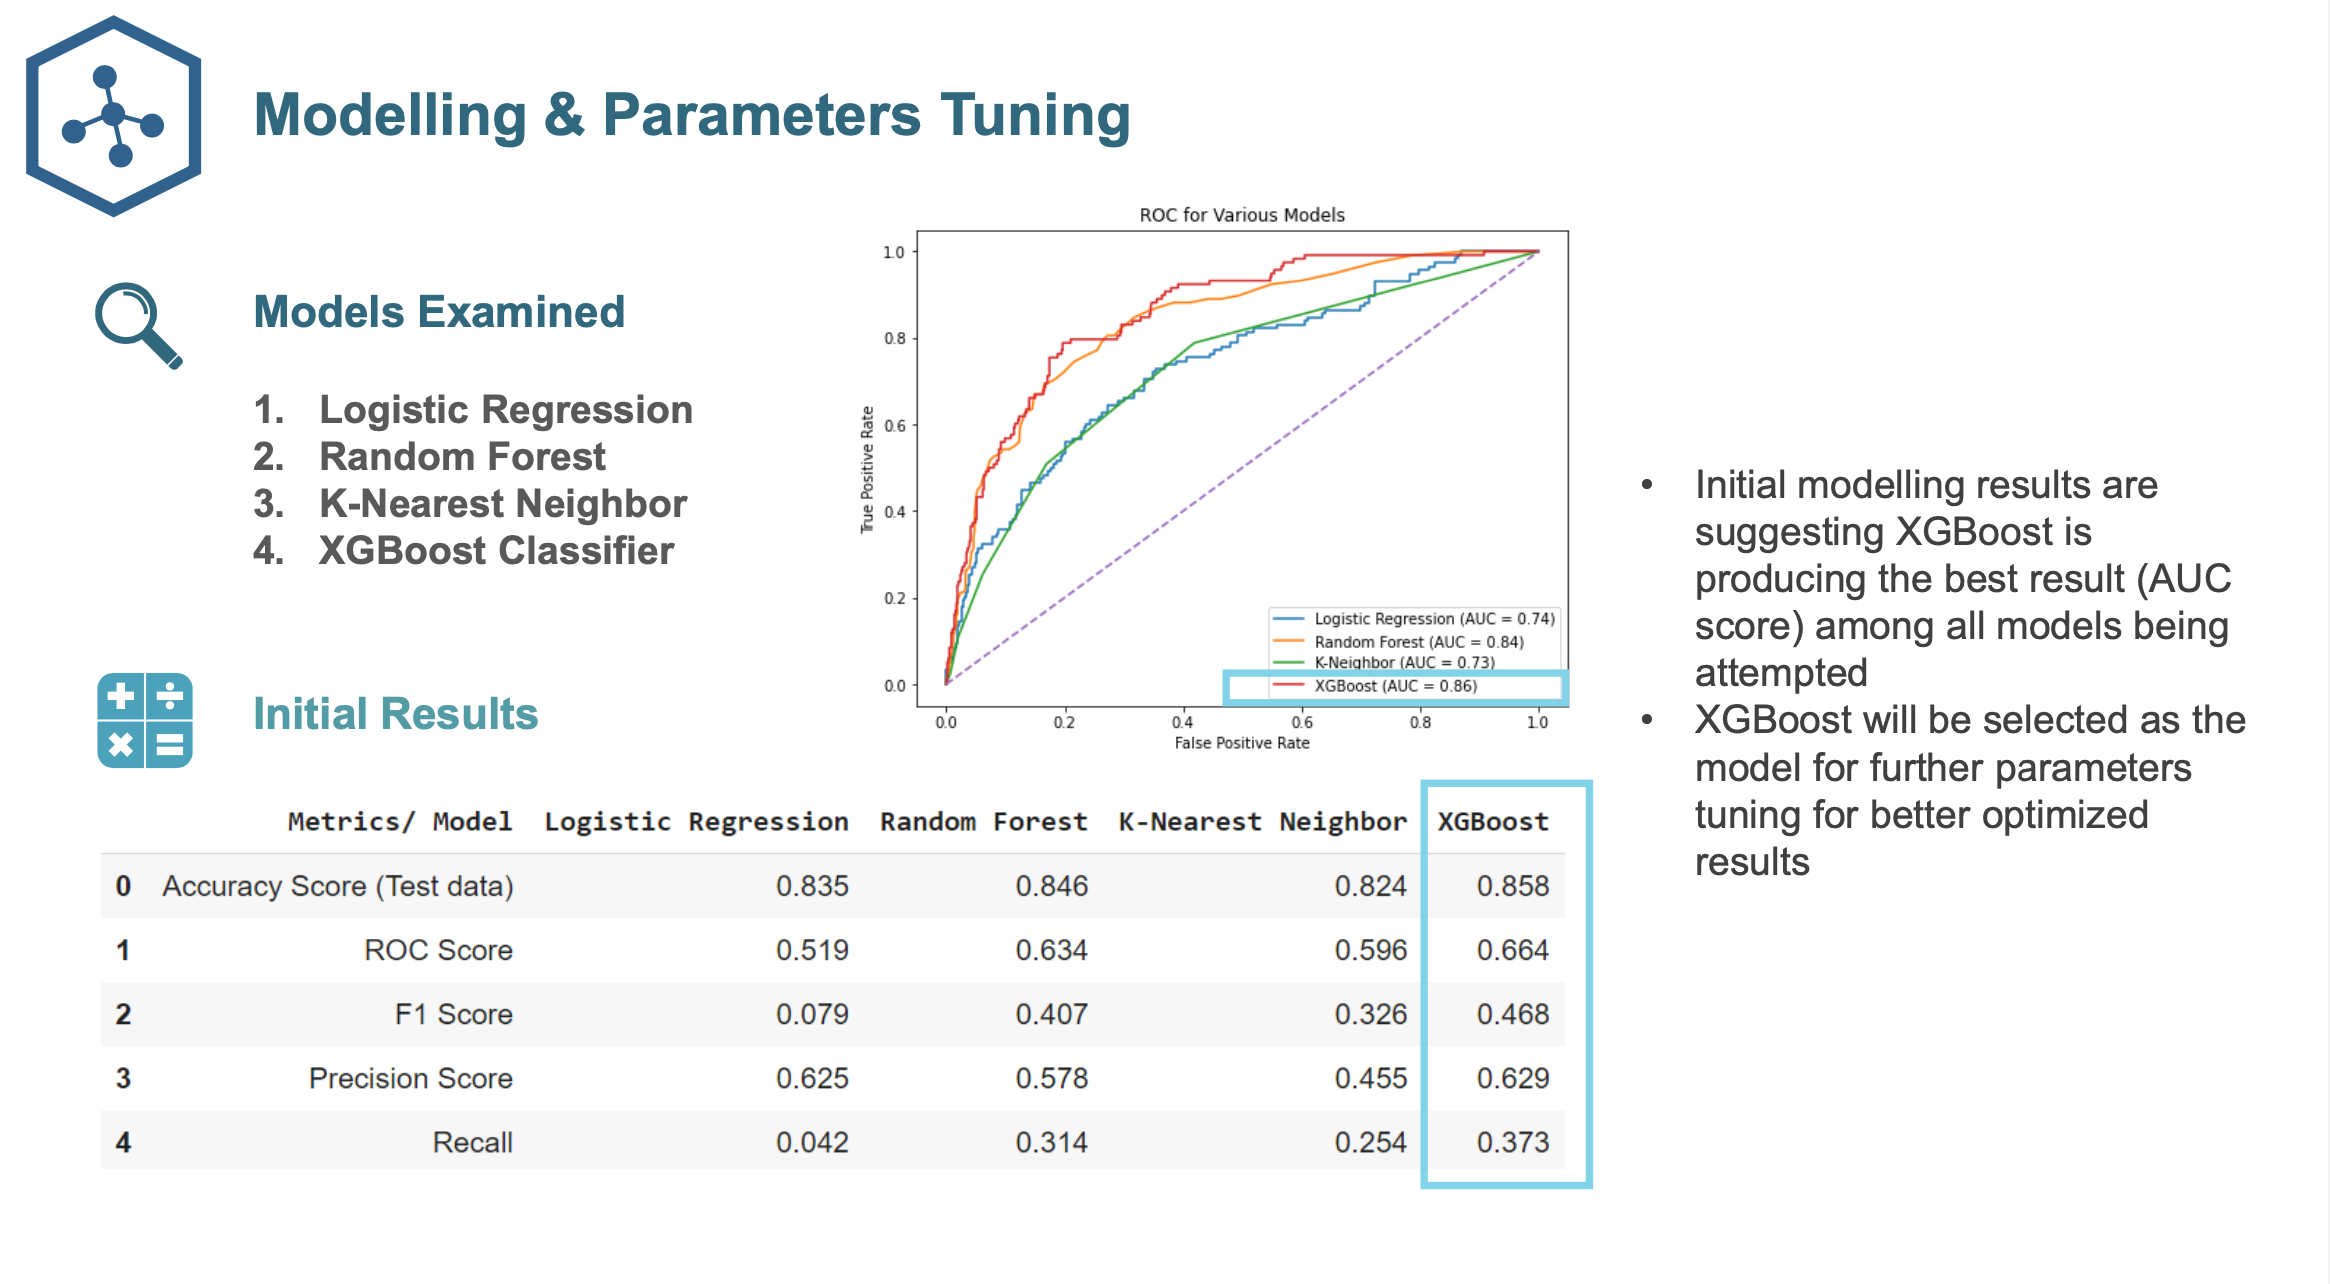 Modelling & Parameters Tuning
Models Examined
1. Logistic Regression
2. Random Forest
3. K-Nearest Neighbor
4. XGBoost Classifier
ROC for Various Models
True Positive Rate
1.0
0.8
0.6
0.4
0.2
0.0
0.0 0.2 0.4 0.6 0.8 1.0
False Positive Rate
Logistic Regression (AUC = 0.74)
Random Forest (AUC = 0.84)
K-Neighbor (AUC = 0.73)
XGBoost (AUC = 0.86)
Initial Results
Metrics/ Model Logistic Regression Random Forest K-Nearest Neighbor XGBoost
0 Accuracy Score (Test data) 0.835 0.846 0.824 0.858
1 ROC Score 0.519 0.634 0.596 0.664
2 F1 Score 0.079 0.407 0.326 0.468
3 Precision Score 0.625 0.578 0.455 0.629
4 Recall 0.042 0.314 0.254 0.373
• Initial modelling results are
suggesting XGBoost is
producing the best result (AUC
score) among all models being
attempted
• XGBoost will be selected as the
model for further parameters
tuning for better optimized
results